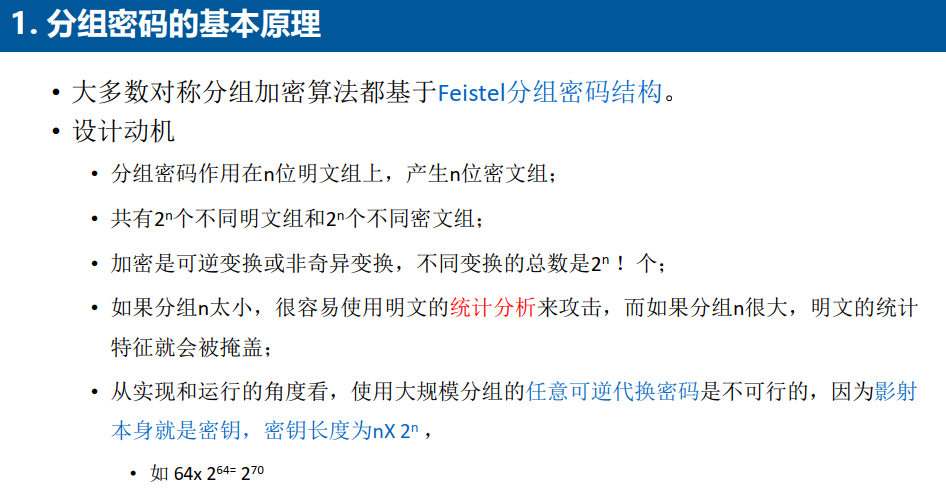 1. 分组密码的基本原理
• 大多数对称分组加密算法都基于Feistel分组密码结构。
• 设计动机
• 分组密码作用在n位明文组上，产生n位密文组；
• 共有2ⁿ个不同明文组和2ⁿ个不同密文组；
• 加密是可逆变换或非奇异变换，不同变换的总数是2ⁿ ！个；
• 如果分组n太小，很容易使用明文的统计分析来攻击，而如果分组n很大，明文的统计
特征就会被掩盖；
• 从实现和运行的角度看，使用大规模分组的任意可逆代换密码是不可行的，因为影射
本身就是密钥，密钥长度为nX 2ⁿ ，
• 如 64x 2⁶⁴⁼ 2⁷⁰